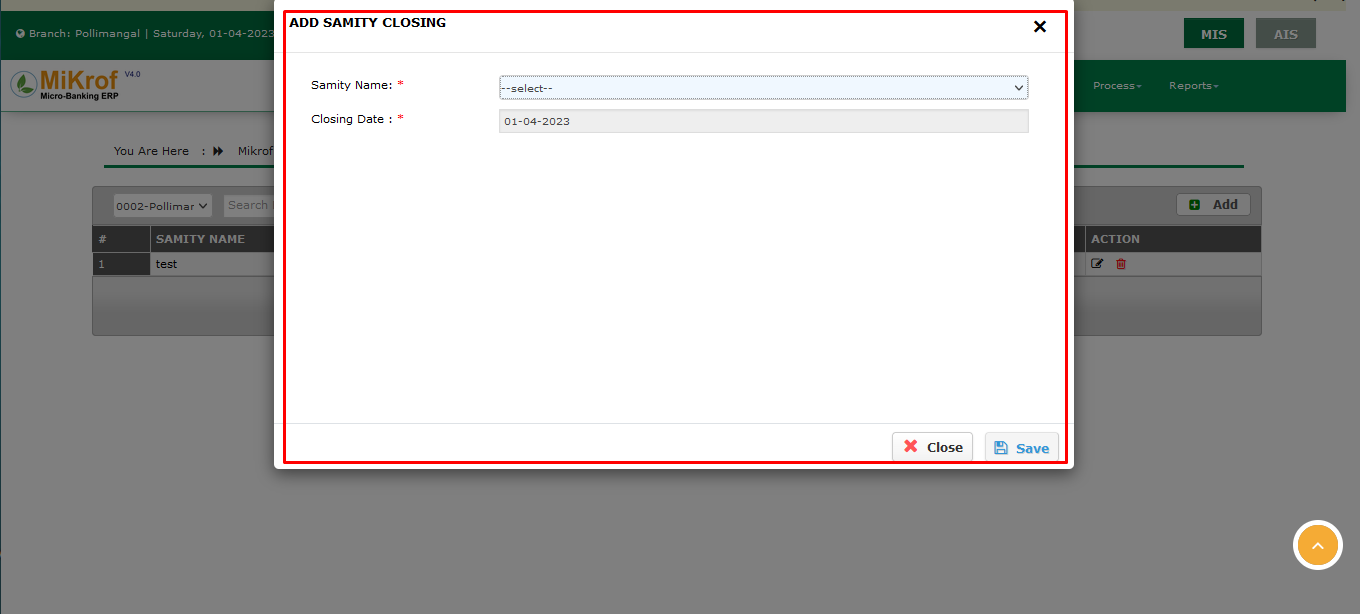 ADD SAMITY CLOSING
Branch: Pollimangal | Saturday, 01-04-2023
MIS
AIS
MiKrof V4.0
Micro-Banking ERP
Process
Reports
Samity Name: *
--select--
Closing Date : *
01-04-2023
You Are Here : Mikrof
0002-Pollimar
Search
Add
# SAMITY NAME ACTION
1 test
Close
Save